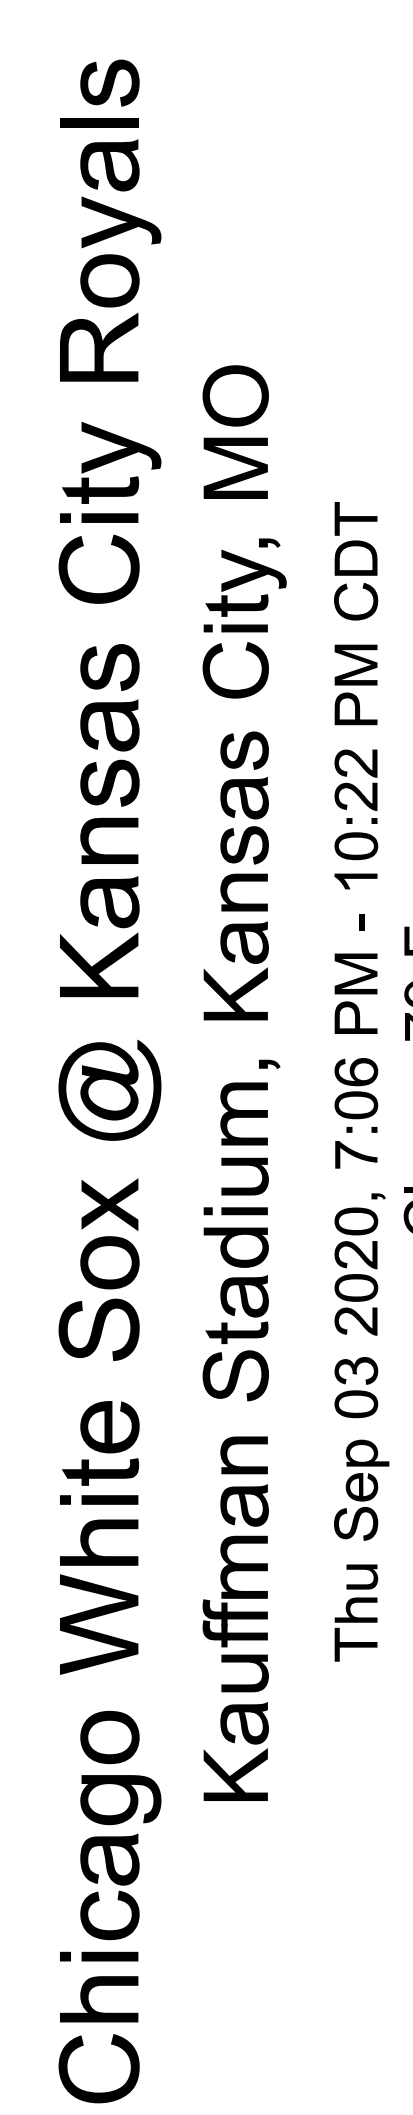 Chicago White Sox @ Kansas City Royals
Kauffman Stadium, Kansas City, MO
Thu Sep 03 2020, 7:06 PM - 10:22 PM CDT